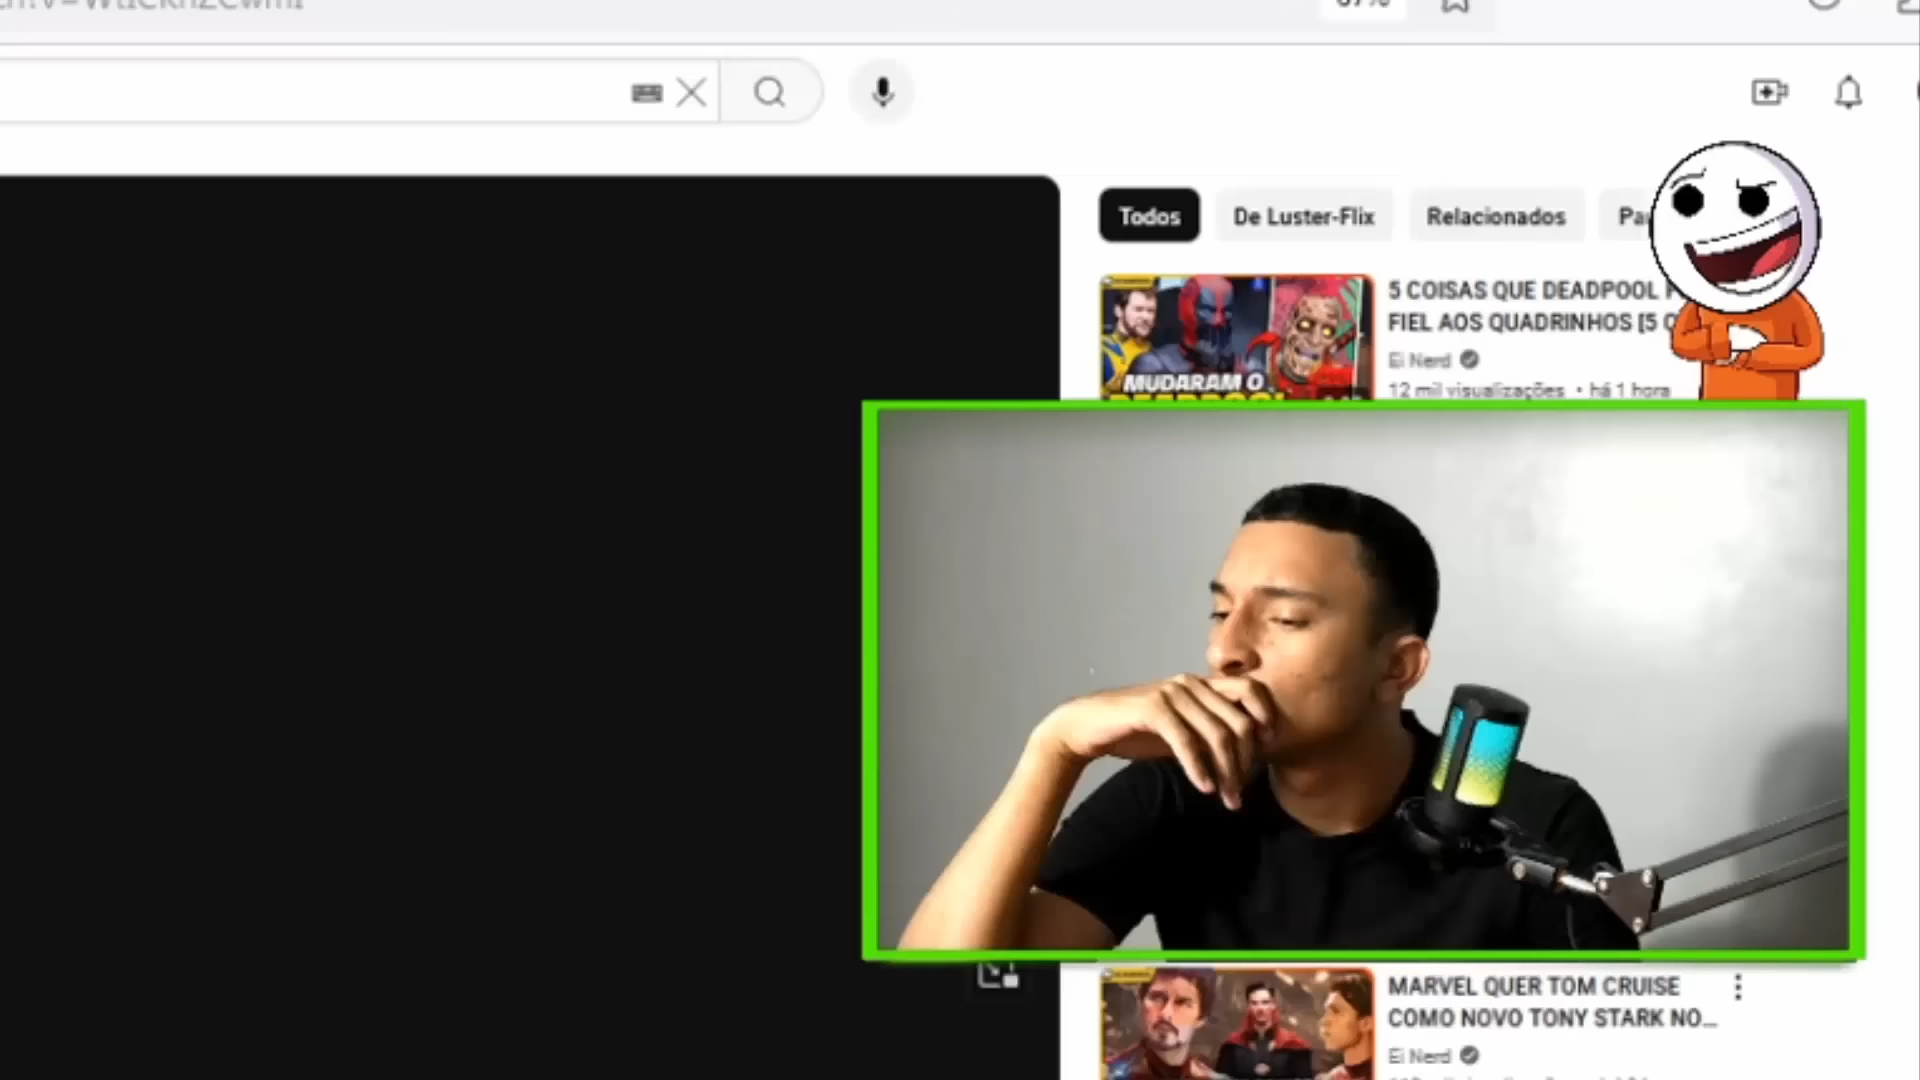 Todos
De Luster-Flix
Relacionados
5 COISAS QUE DEADPOOL
FIEL AOS QUADRINHOS [5
Ei Nerd
12 mil visualizações • há 1 hora
MUDARAM O
MARVEL QUER TOM CRUISE
COMO NOVO TONY STARK NO...
Ei Nerd